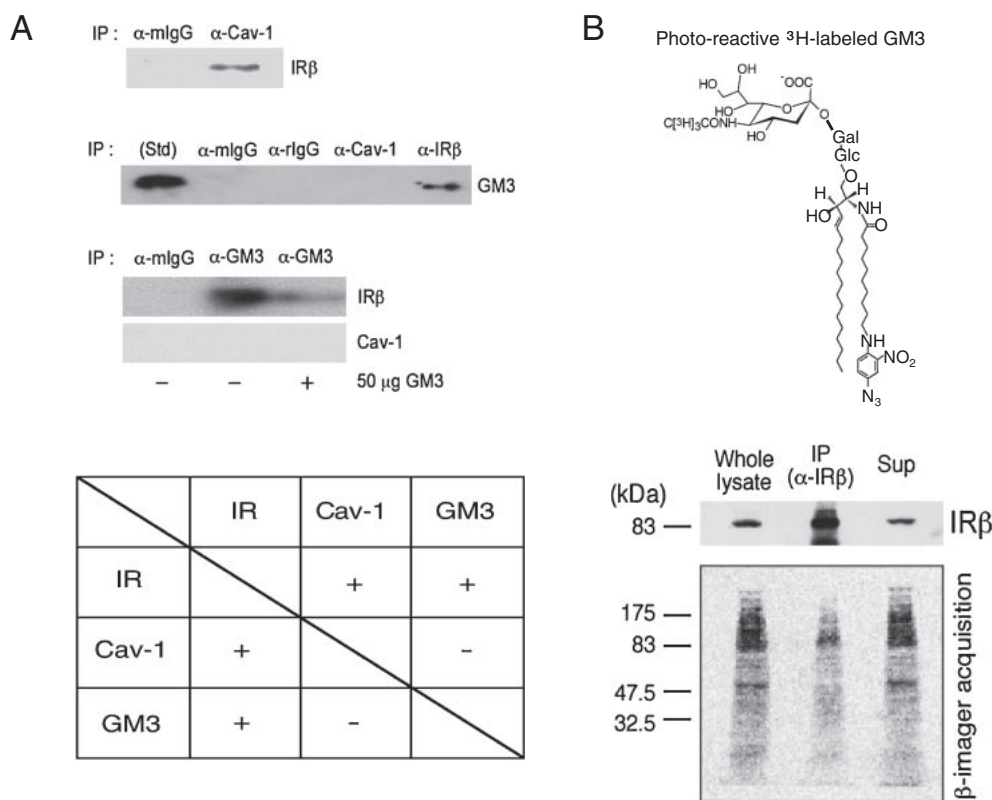 A
IP : α-mIgG α-Cav-1
IRβ
IP : (Std) α-mIgG α-rIgG α-Cav-1 α-IRβ
GM3
IP : α-mIgG α-GM3 α-GM3
IRβ
Cav-1
– – + 50 μg GM3
IR Cav-1 GM3
IR + +
Cav-1 + –
GM3 + –
B
Photo-reactive ³H-labeled GM3
OH
HO
⁻OOC
HO
O
O
C[³H]₃CONH
HO
Gal
Glc
O
H H
HO NH
O
NH
NO₂
N₃
Whole lysate IP (α-IRβ) Sup
(kDa)
83
IRβ
175
83
47.5
32.5
β-imager acquisition